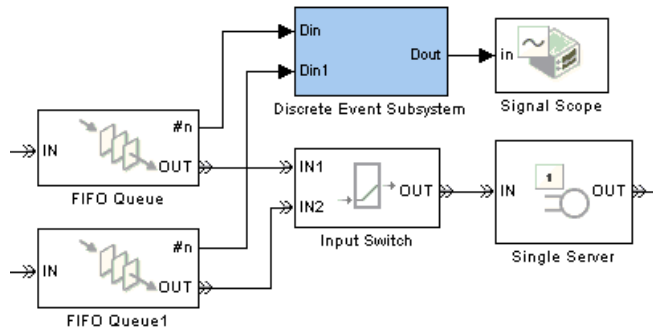 Din
Dout
Din1
in
Discrete Event Subsystem
Signal Scope
#n
IN
OUT
FIFO Queue
IN1
OUT
IN2
Input Switch
1
IN
OUT
Single Server
#n
IN
OUT
FIFO Queue1